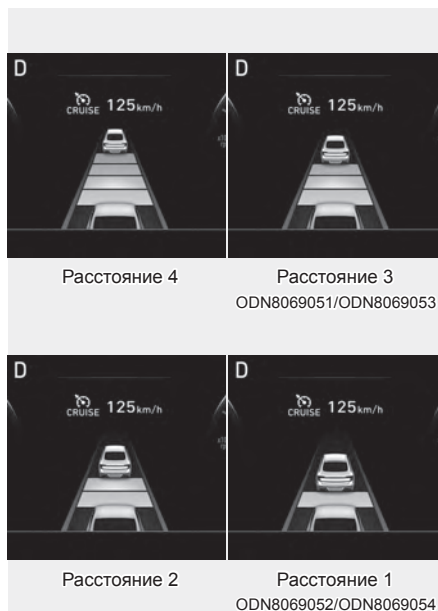 D D
CRUISE 125km/h CRUISE 125km/h
Расстояние 4 Расстояние 3
ODN8069051/ODN8069053
D D
CRUISE 125km/h CRUISE 125km/h
Расстояние 2 Расстояние 1
ODN8069052/ODN8069054